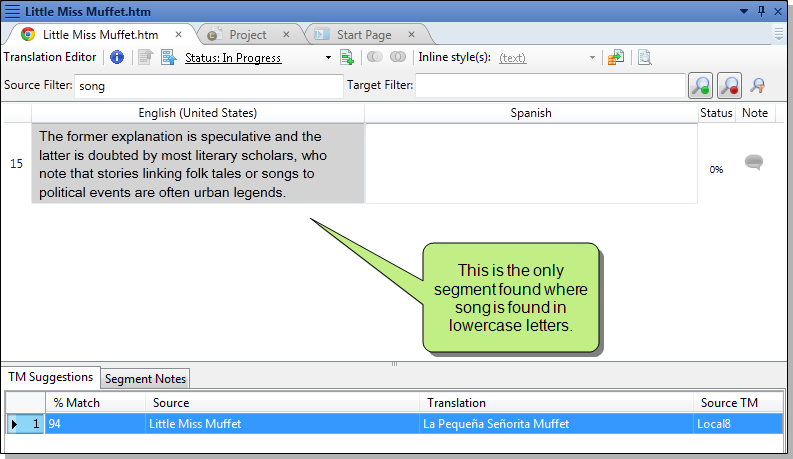 Little Miss Muffet.htm
Little Miss Muffet.htm Project Start Page
Translation Editor Status: In Progress Inline style(s): (text)
Source Filter: song Target Filter:
English (United States) Spanish Status Note
15
The former explanation is speculative and the
latter is doubted by most literary scholars, who
note that stories linking folk tales or songs to
political events are often urban legends.
0%
This is the only
segment found where
song is found in
lowercase letters.
TM Suggestions Segment Notes
% Match Source Translation Source TM
1 94 Little Miss Muffet La Pequeña Señorita Muffet Local8